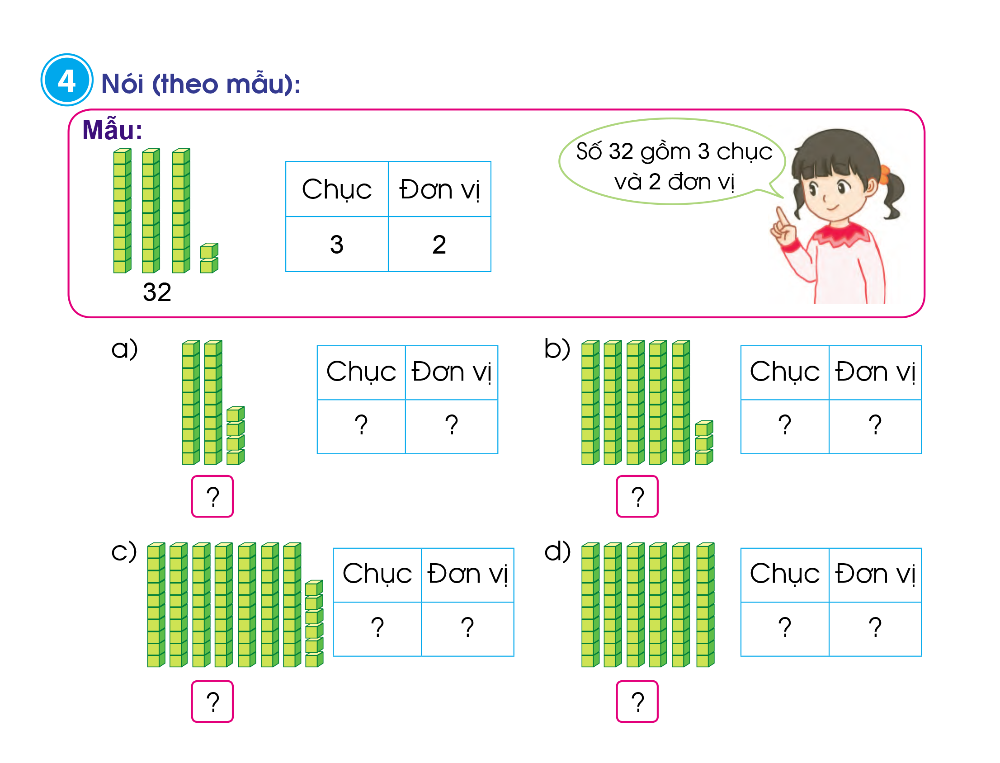 4 Nói (theo mẫu):
Mẫu:
Số 32 gồm 3 chục
và 2 đơn vị
Chục Đơn vị
3 2
32
a) Chục Đơn vị
? ?
?
b) Chục Đơn vị
? ?
?
c) Chục Đơn vị
? ?
?
d) Chục Đơn vị
? ?
?